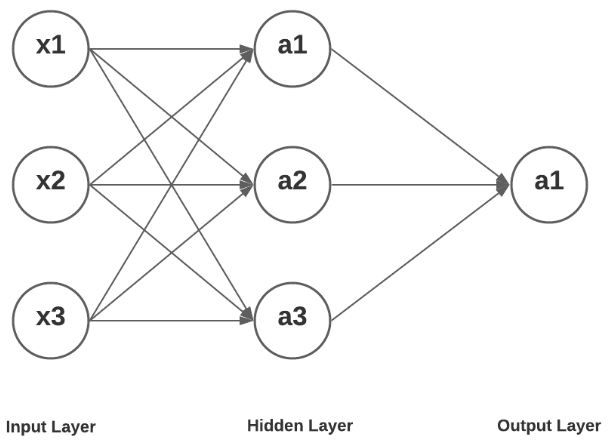 x1
a1
x2
a2
a1
x3
a3
Input Layer
Hidden Layer
Output Layer